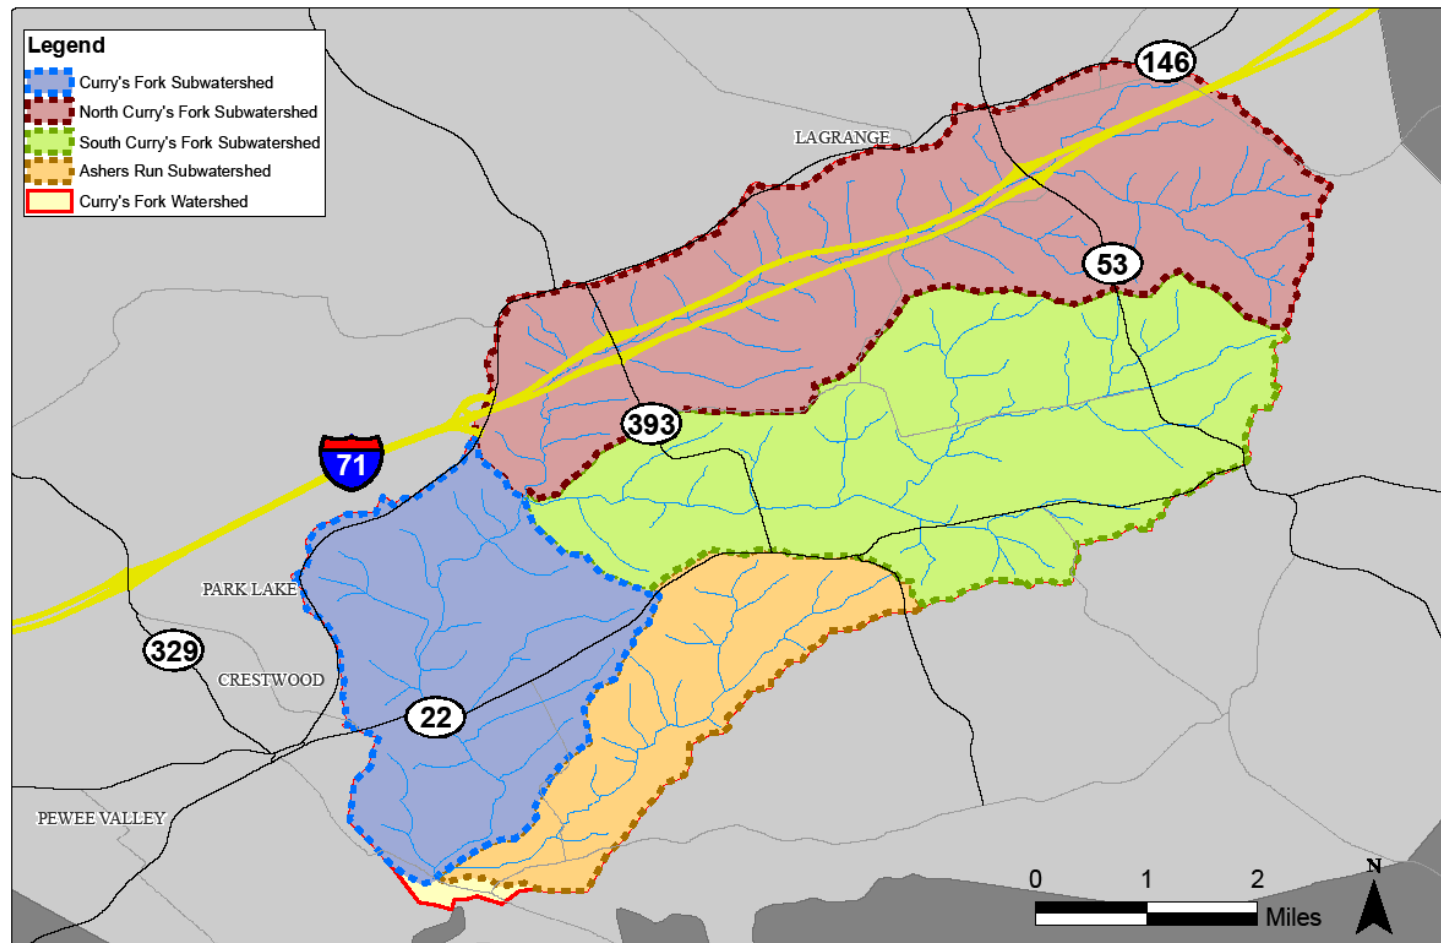 Legend
Curry's Fork Subwatershed
North Curry's Fork Subwatershed
South Curry's Fork Subwatershed
Ashers Run Subwatershed
Curry's Fork Watershed
146
LAGRANGE
53
393
71
PARK LAKE
329
CRESTWOOD
22
PEWEE VALLEY
0 1 2
Miles
N